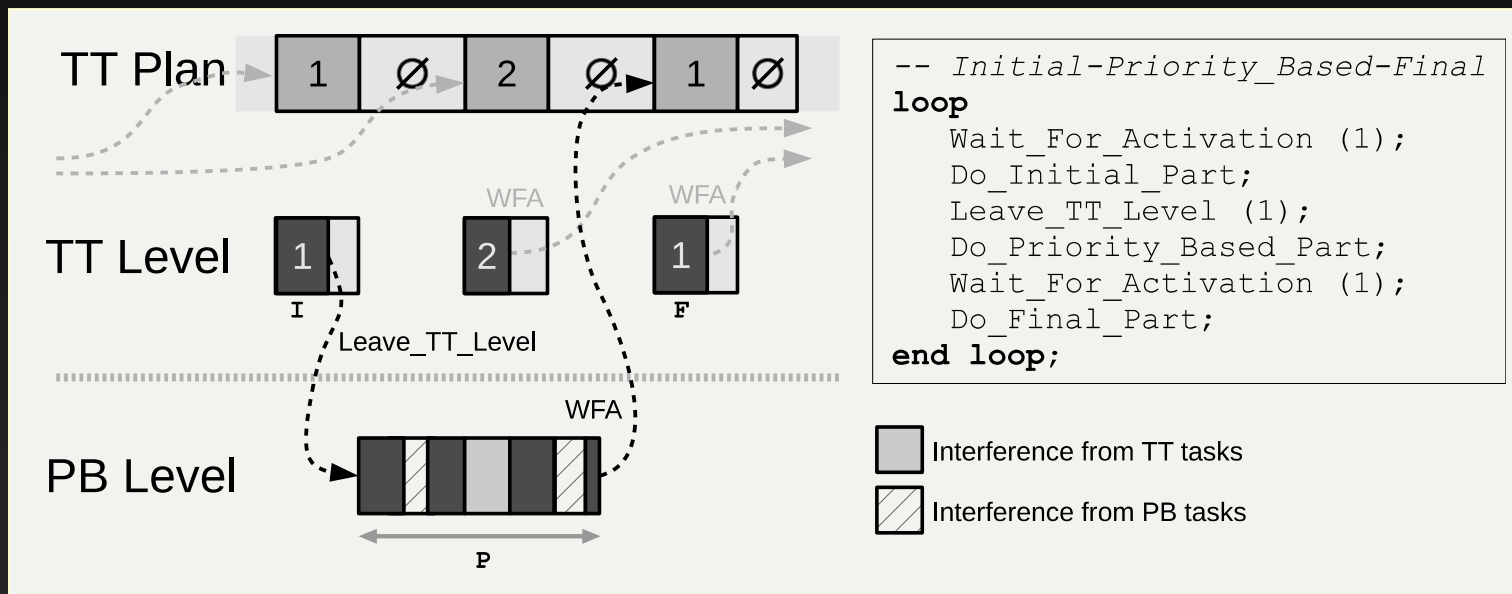 TT Plan
1 Ø 2 Ø 1 Ø
WFA WFA
TT Level
1 2 1
I F
Leave_TT_Level
WFA
PB Level
P
-- Initial-Priority_Based-Final
loop
Wait_For_Activation (1);
Do_Initial_Part;
Leave_TT_Level (1);
Do_Priority_Based_Part;
Wait_For_Activation (1);
Do_Final_Part;
end loop;
Interference from TT tasks
Interference from PB tasks